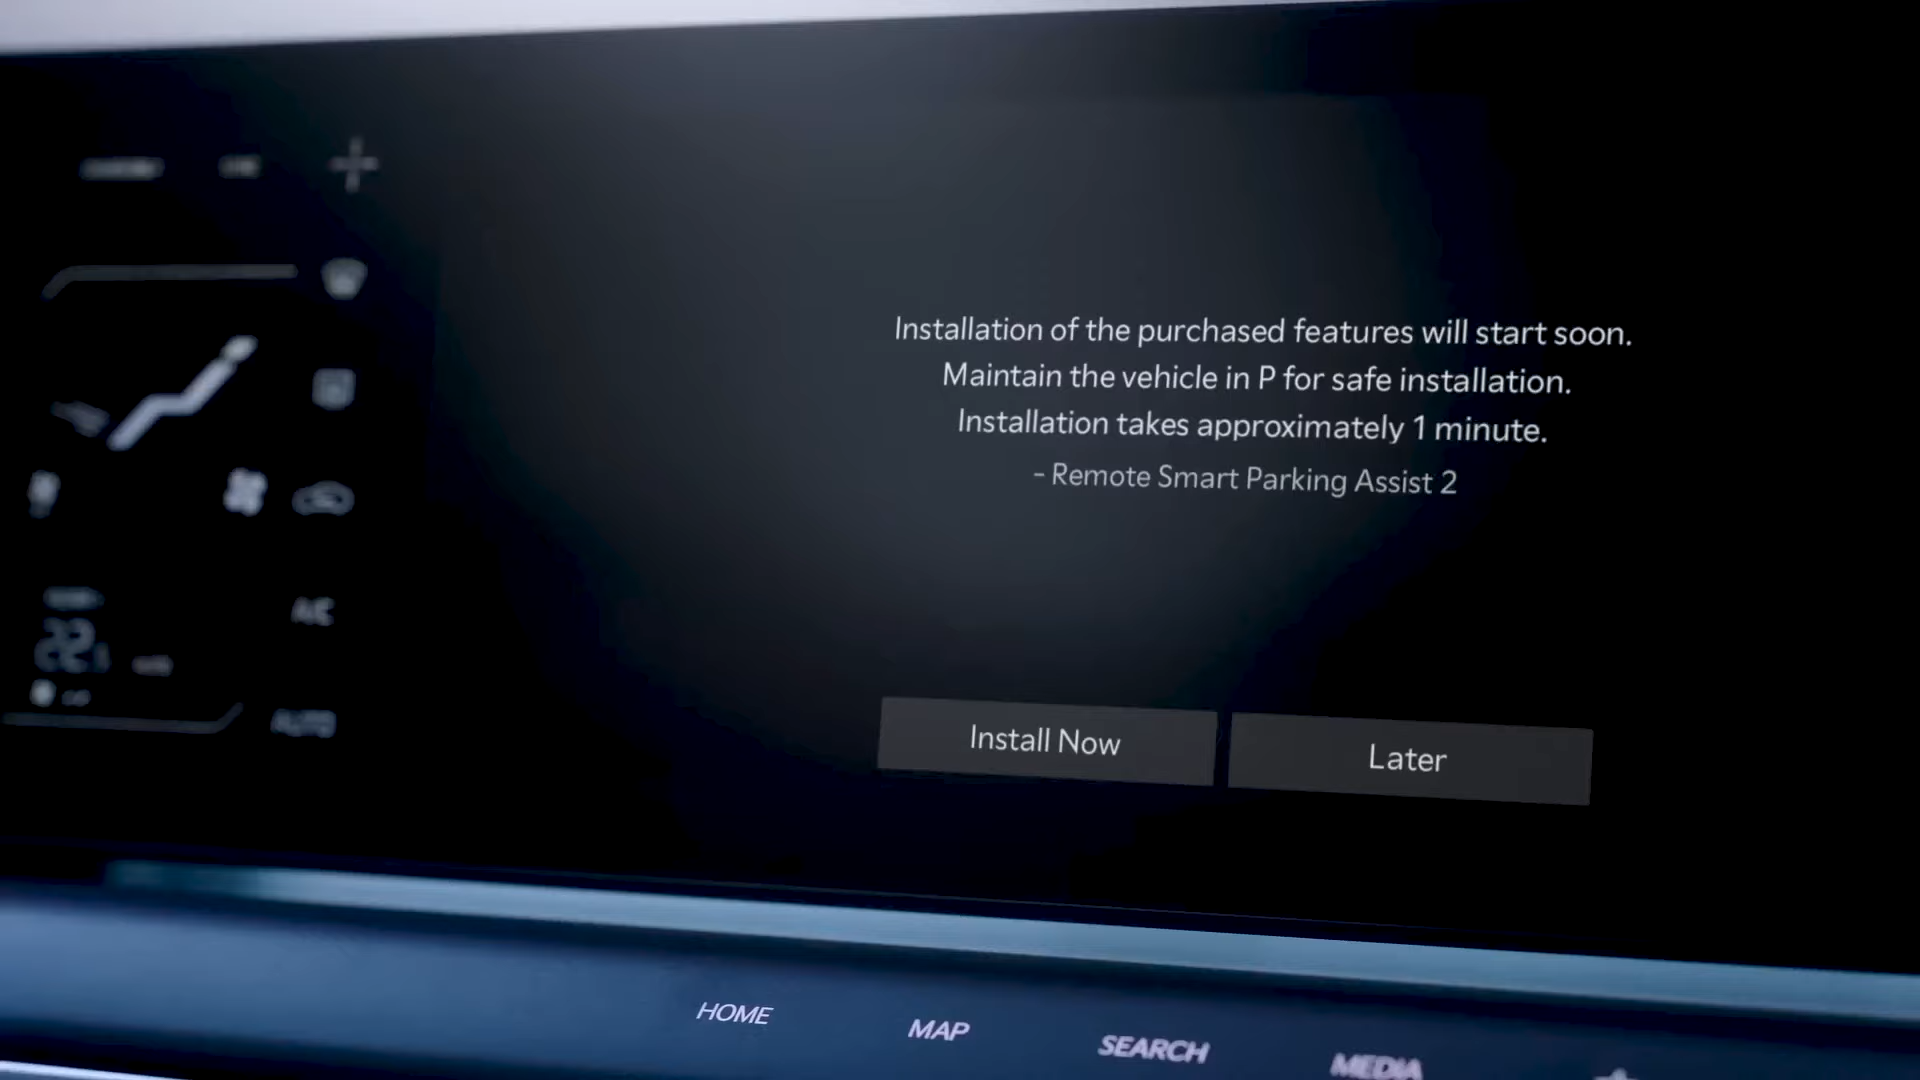 Installation of the purchased features will start soon.
Maintain the vehicle in P for safe installation.
Installation takes approximately 1 minute.
- Remote Smart Parking Assist 2
Install Now
Later
A/C
AUTO
HOME
MAP
SEARCH
MEDIA